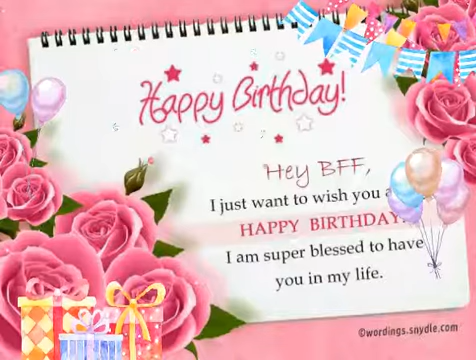 Happy Birthday!
Hey BFF,
I just want to wish you a
HAPPY BIRTHDAY.
I am super blessed to have
you in my life.
©wordings.snydle.com